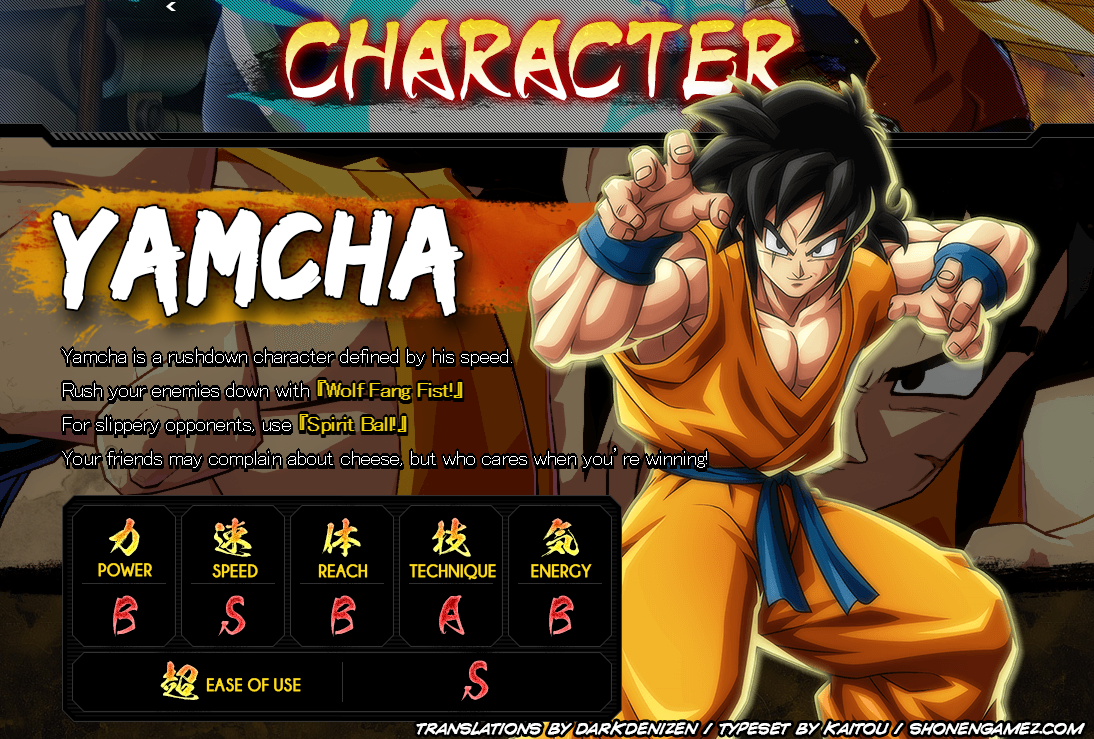 CHARACTER
YAMCHA
Yamcha is a rushdown character defined by his speed.
Rush your enemies down with 『Wolf Fang Fist!』
For slippery opponents, use 『Spirit Ball!』
Your friends may complain about cheese, but who cares when you're winning!
力 速 体 技 気
POWER SPEED REACH TECHNIQUE ENERGY
B S B A B
超 EASE OF USE S
TRANSLATIONS BY DARKDENIZEN / TYPESET BY KAITOU / SHONENGAMEZ.COM